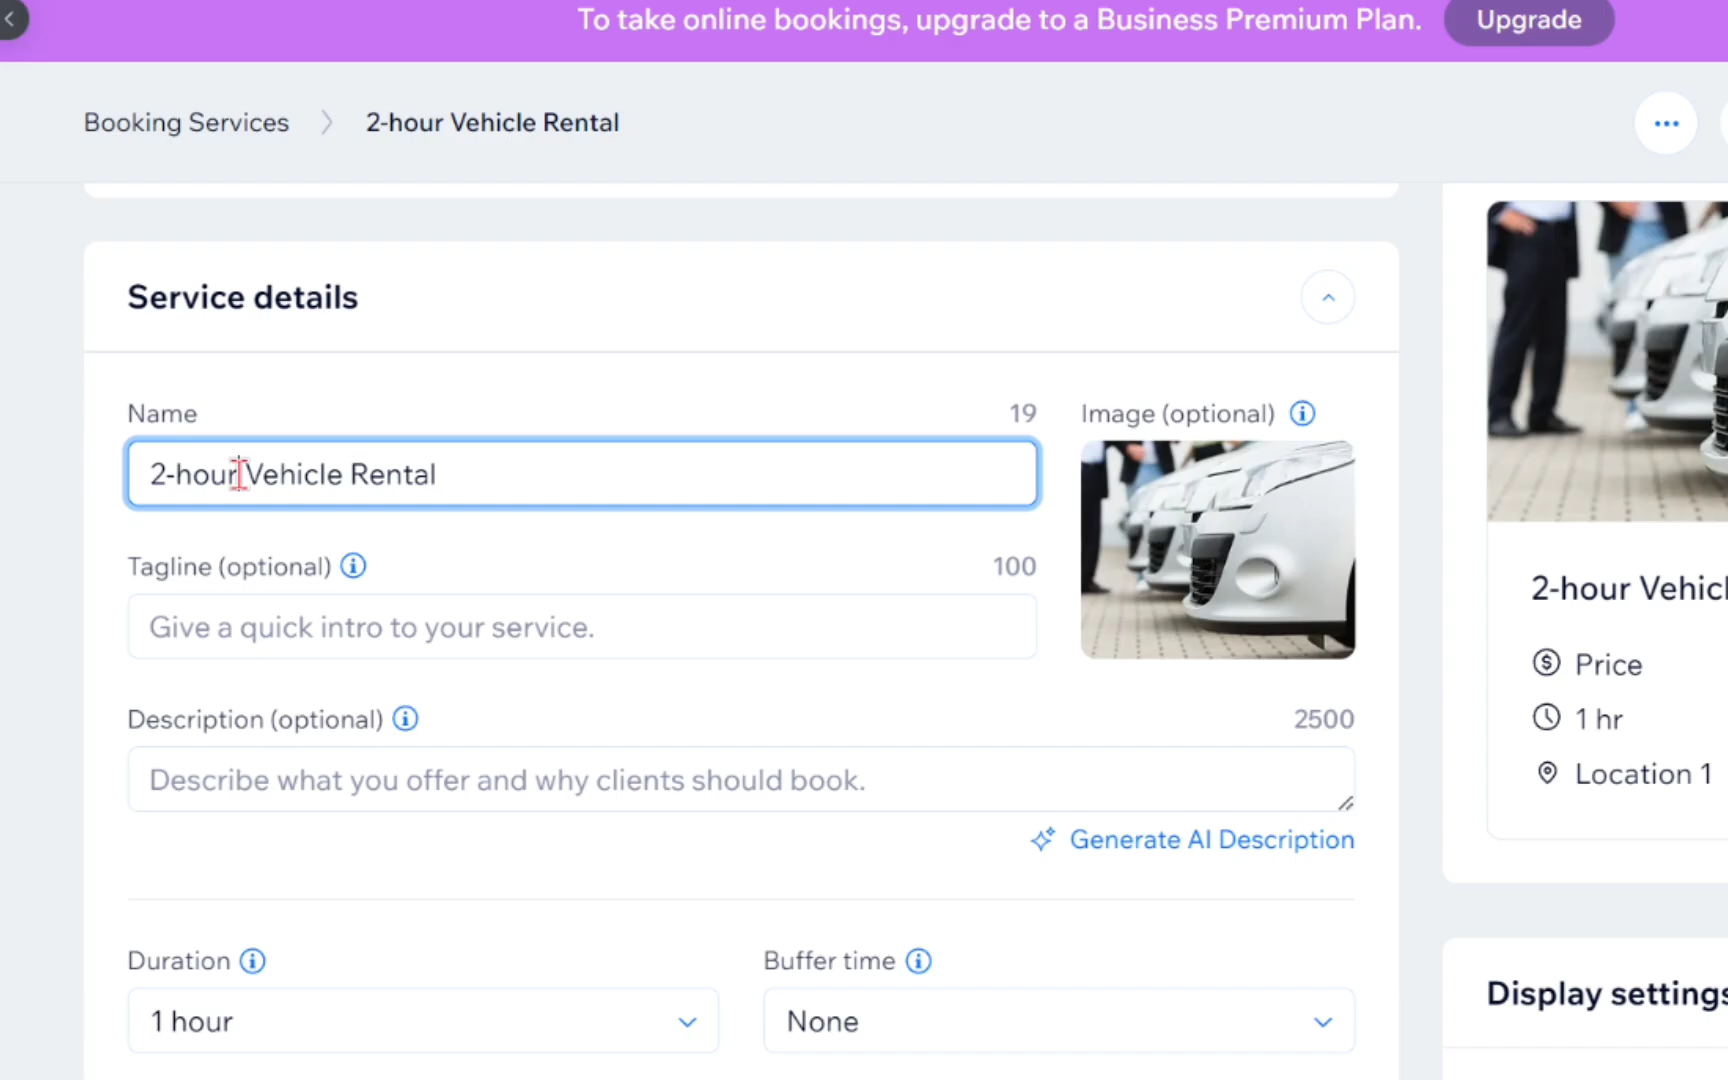 To take online bookings, upgrade to a Business Premium Plan. Upgrade
Booking Services 2-hour Vehicle Rental
Service details
Name 19
2-hour Vehicle Rental
Image (optional)
Tagline (optional) 100
Give a quick intro to your service.
Description (optional) 2500
Describe what you offer and why clients should book.
Generate AI Description
Duration
1 hour
Buffer time
None
2-hour Vehicl
Price
1 hr
Location 1
Display settings